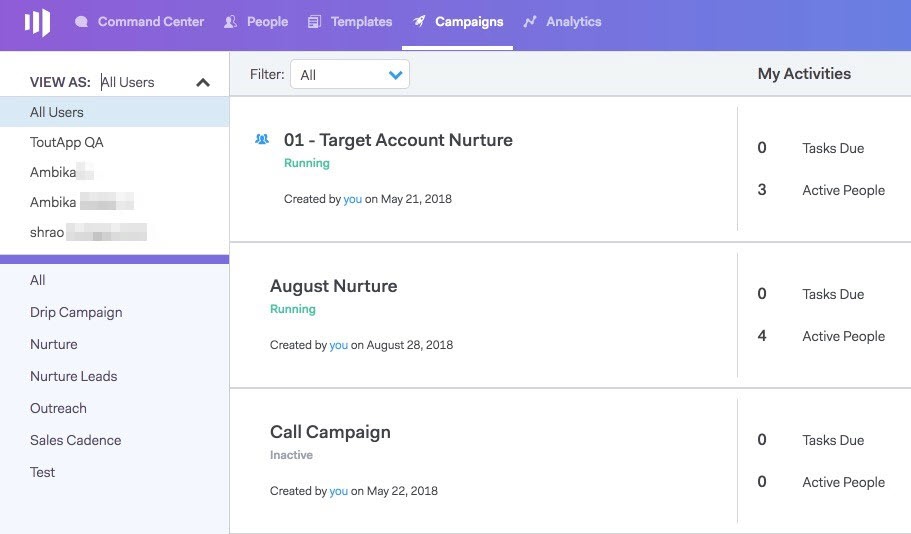 Command Center
People
Templates
Campaigns
Analytics
VIEW AS: All Users
All Users
ToutApp QA
Ambika
Ambika
shrao
All
Drip Campaign
Nurture
Nurture Leads
Outreach
Sales Cadence
Test
Filter: All
My Activities
01 - Target Account Nurture
Running
Created by you on May 21, 2018
0 Tasks Due
3 Active People
August Nurture
Running
Created by you on August 28, 2018
0 Tasks Due
4 Active People
Call Campaign
Inactive
Created by you on May 22, 2018
0 Tasks Due
0 Active People